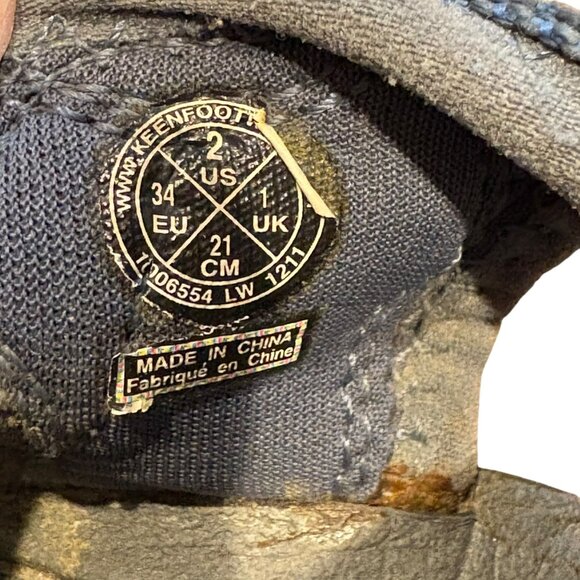 WWW.KEENFOOT
2
US
34
EU
1
UK
21
CM
1006554 LW 1211
MADE IN CHINA
Fabriqué en Chine